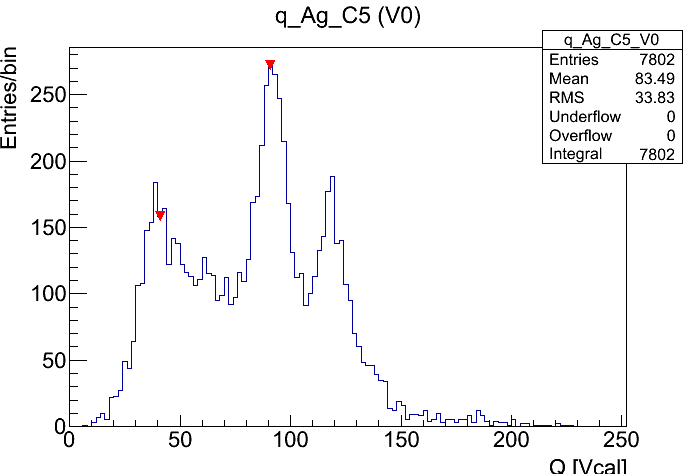 q_Ag_C5 (V0)
q_Ag_C5_V0
Entries 7802
Mean 83.49
RMS 33.83
Underflow 0
Overflow 0
Integral 7802
Entries/bin
250
200
150
100
50
0
0 50 100 150 200 250
Q [Vcal]